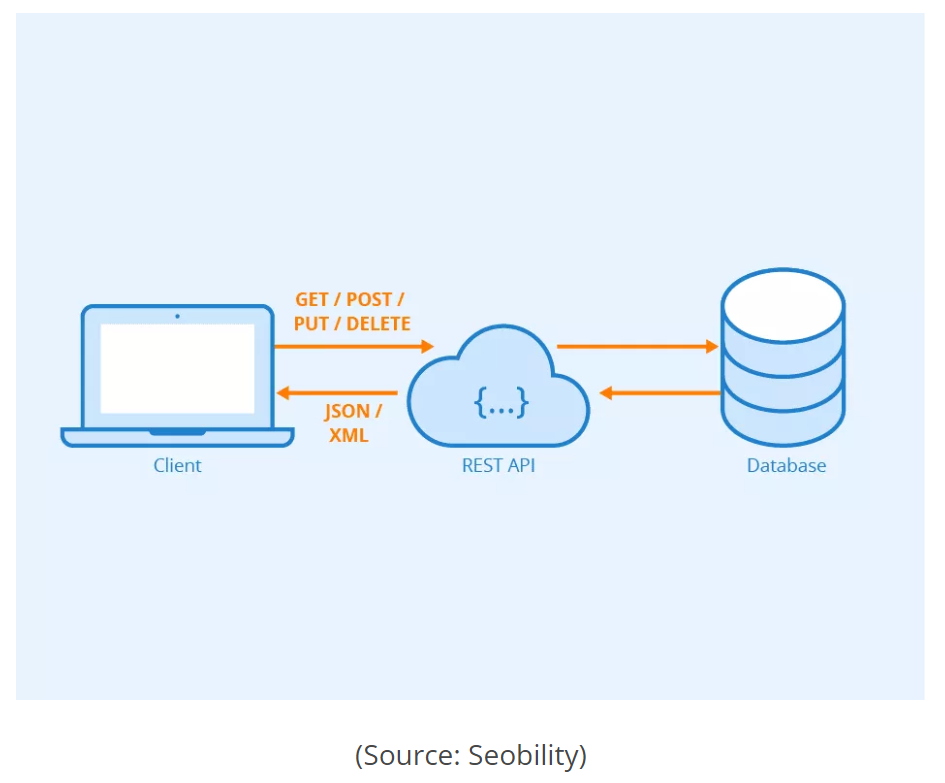 GET / POST /
PUT / DELETE
JSON /
XML
{...}
Client
REST API
Database
(Source: Seobility)